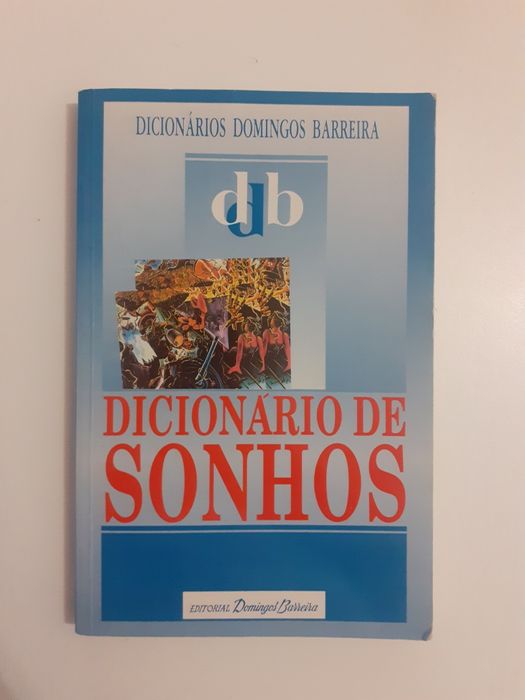 DICIONÁRIOS DOMINGOS BARREIRA
ddb
DICIONÁRIO DE
SONHOS
EDITORIAL Domingos Barreira